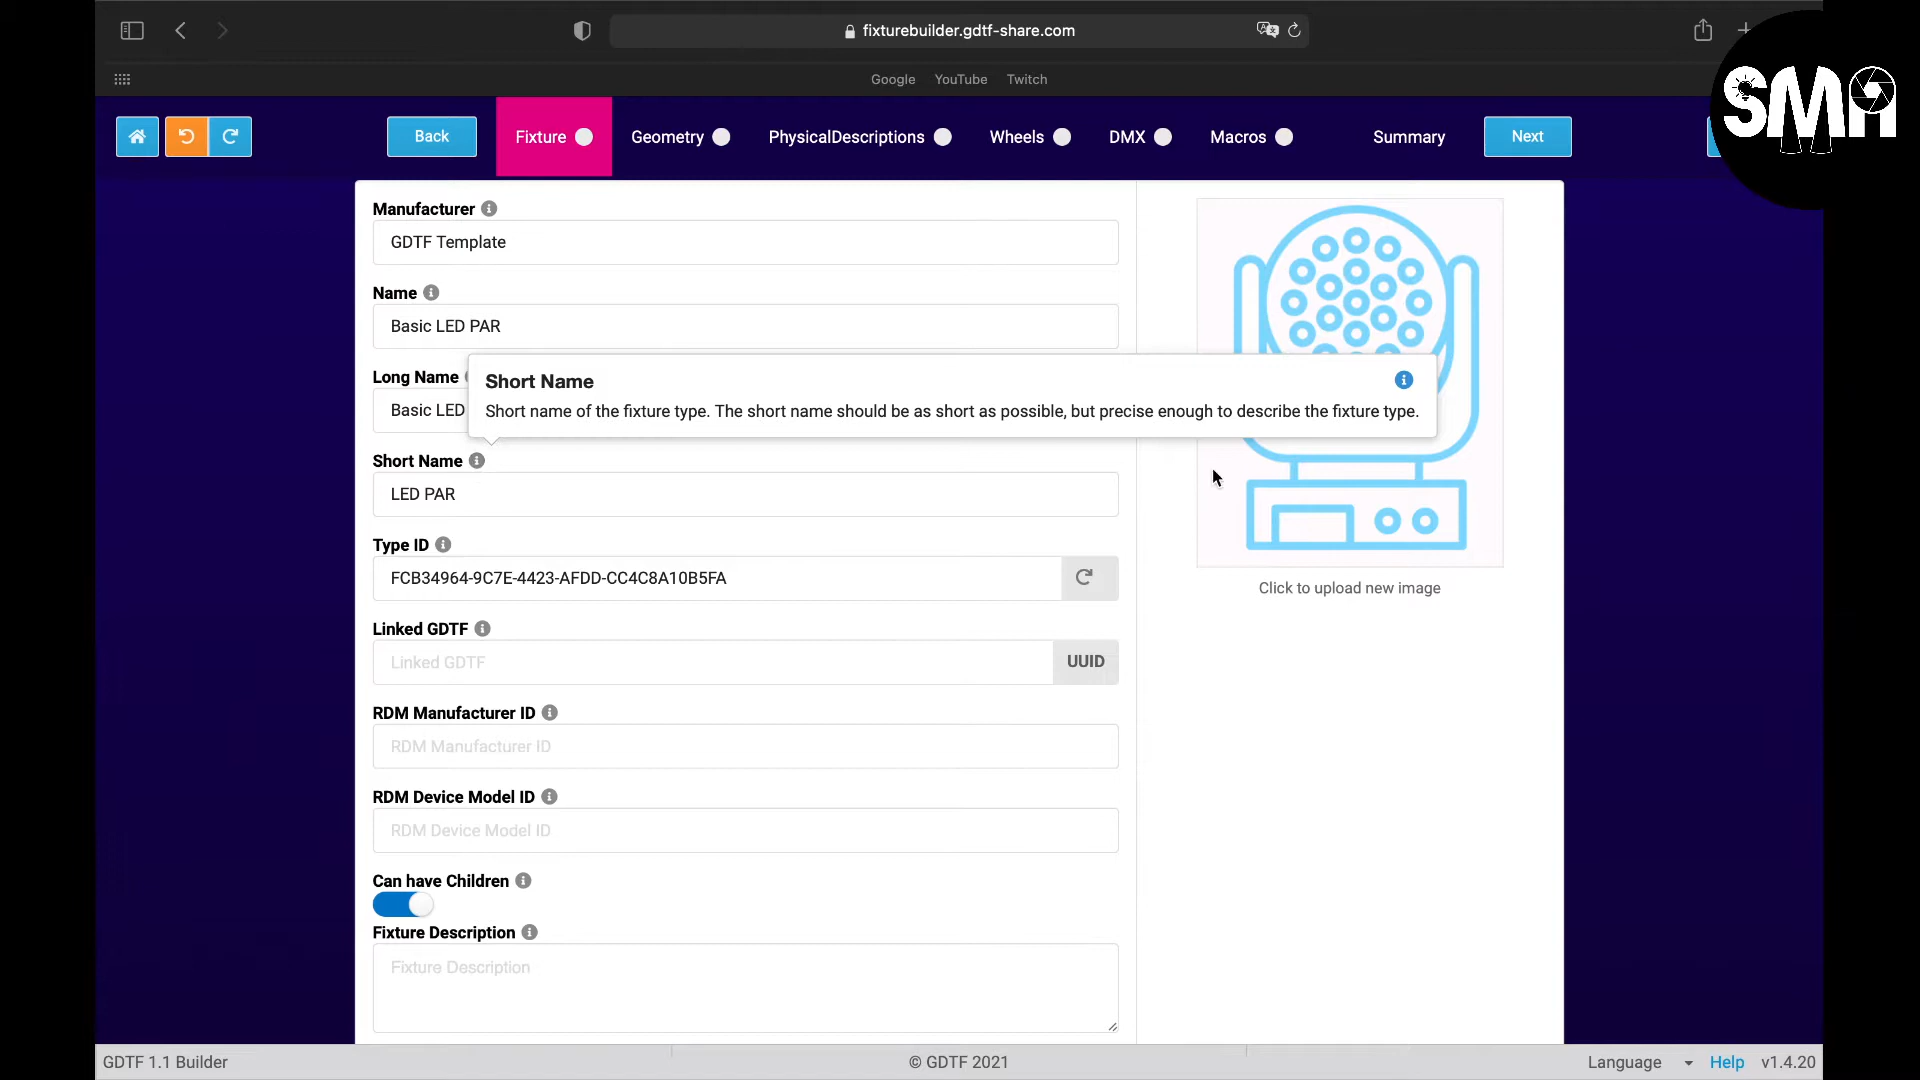 fixturebuilder.gdtf-share.com
Google YouTube Twitch
SMH
Back Fixture Geometry PhysicalDescriptions Wheels DMX Macros Summary Next
Manufacturer
GDTF Template
Name
Basic LED PAR
Long Name
Basic LED
Short Name
Short name of the fixture type. The short name should be as short as possible, but precise enough to describe the fixture type.
Short Name
LED PAR
Type ID
FCB34964-9C7E-4423-AFDD-CC4C8A10B5FA
Linked GDTF
Linked GDTF UUID
RDM Manufacturer ID
RDM Manufacturer ID
RDM Device Model ID
RDM Device Model ID
Can have Children
Fixture Description
Fixture Description
Click to upload new image
GDTF 1.1 Builder © GDTF 2021 Language Help v1.4.20